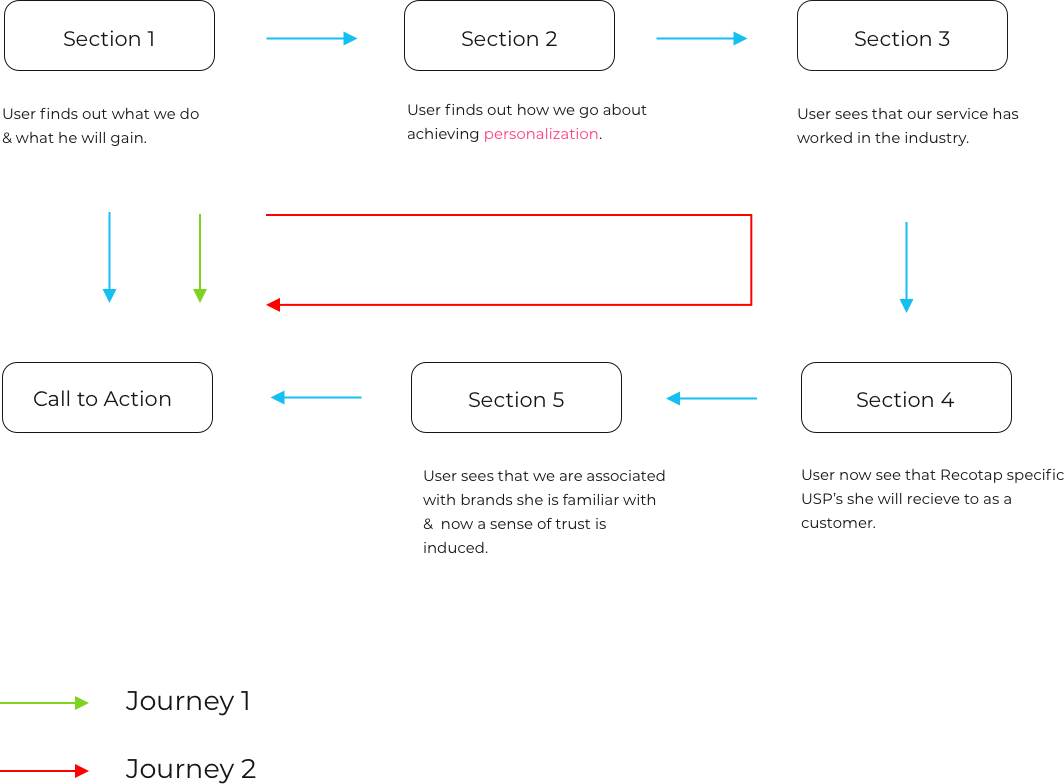 Section 1
Section 2
Section 3
User finds out what we do
& what he will gain.
User finds out how we go about
achieving personalization.
User sees that our service has
worked in the industry.
Call to Action
Section 5
Section 4
User sees that we are associated
with brands she is familiar with
& now a sense of trust is
induced.
User now see that Recotap specific
USP's she will recieve to as a
customer.
Journey 1
Journey 2